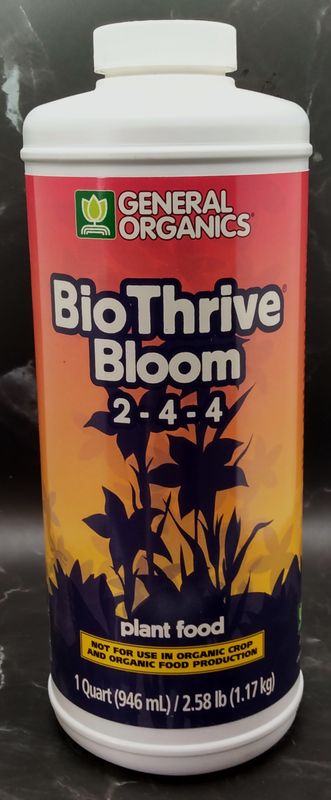 GENERAL
ORGANICS®
BioThrive®
Bloom
2-4-4
plant food
NOT FOR USE IN ORGANIC CROP
AND ORGANIC FOOD PRODUCTION
1 Quart (946 mL) / 2.58 lb (1.17 kg)